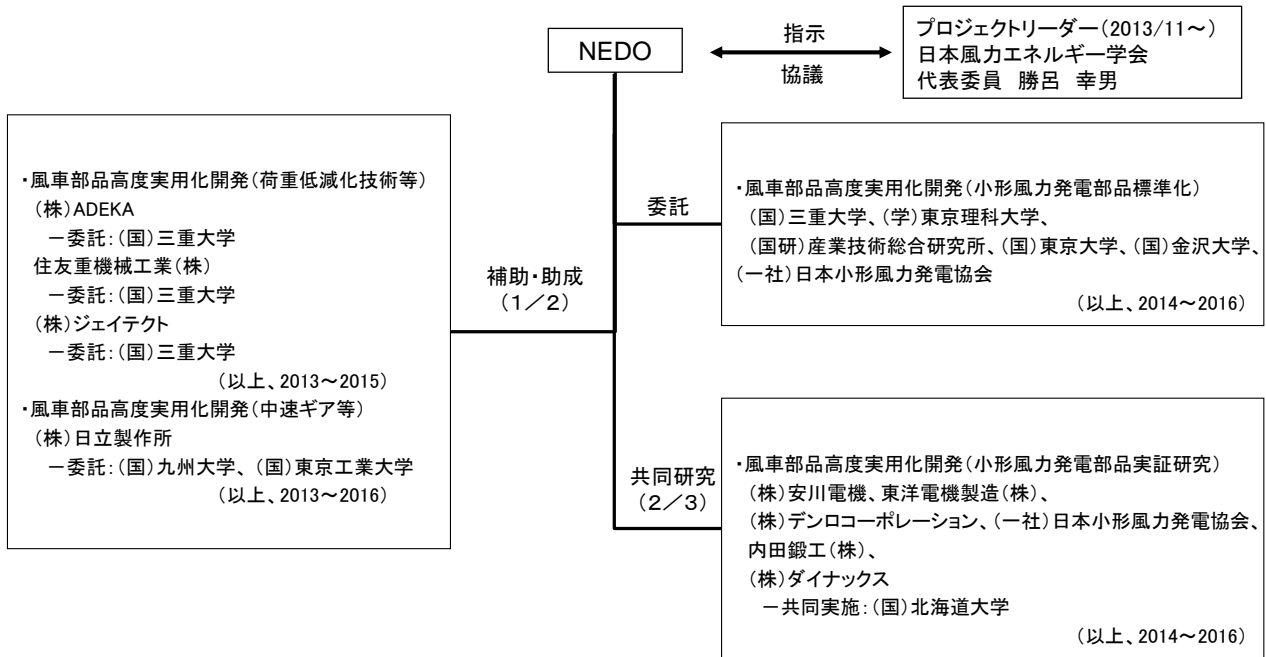 NEDO
指示
協議
プロジェクトリーダー(2013/11～)
日本風力エネルギー学会
代表委員 勝呂 幸男
・風車部品高度実用化開発(荷重低減化技術等)
(株)ADEKA
－委託:(国)三重大学
住友重機械工業(株)
－委託:(国)三重大学
(株)ジェイテクト
－委託:(国)三重大学
(以上、2013～2015)
・風車部品高度実用化開発(中速ギア等)
(株)日立製作所
－委託:(国)九州大学、(国)東京工業大学
(以上、2013～2016)
補助・助成
(1／2)
委託
・風車部品高度実用化開発(小形風力発電部品標準化)
(国)三重大学、(学)東京理科大学、
(国研)産業技術総合研究所、(国)東京大学、(国)金沢大学、
(一社)日本小形風力発電協会
(以上、2014～2016)
共同研究
(2／3)
・風車部品高度実用化開発(小形風力発電部品実証研究)
(株)安川電機、東洋電機製造(株)、
(株)デンロコーポレーション、(一社)日本小形風力発電協会、
内田鍛工(株)、
(株)ダイナックス
－共同実施:(国)北海道大学
(以上、2014～2016)